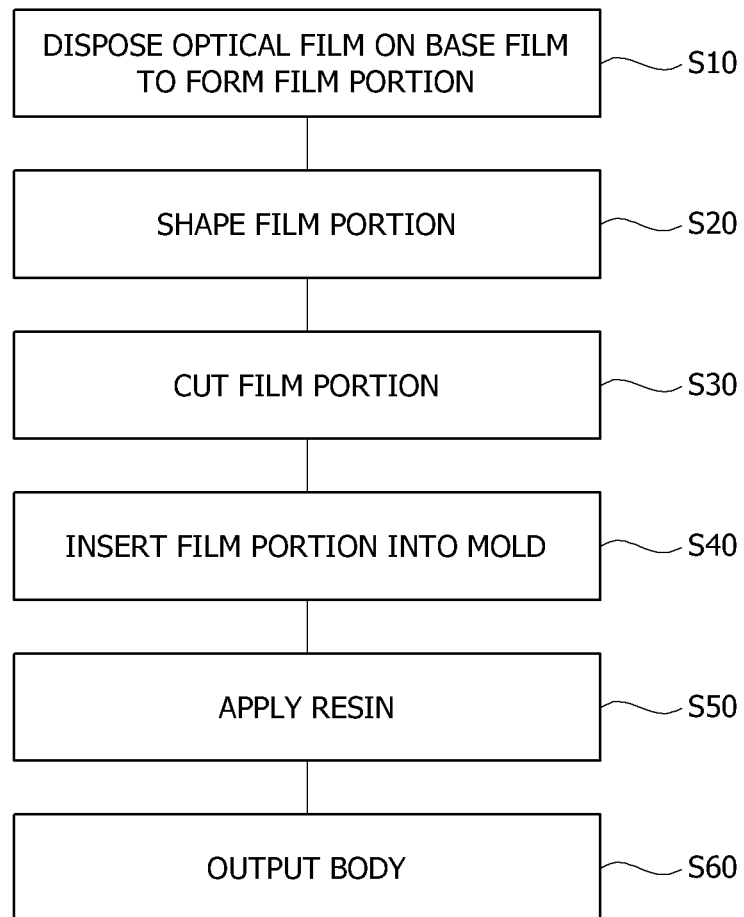 DISPOSE OPTICAL FILM ON BASE FILM
TO FORM FILM PORTION
S10
SHAPE FILM PORTION
S20
CUT FILM PORTION
S30
INSERT FILM PORTION INTO MOLD
S40
APPLY RESIN
S50
OUTPUT BODY
S60